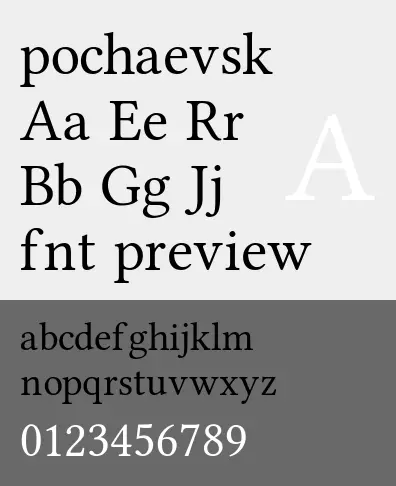 pochaevsk
Aa Ee Rr
A
Bb Gg Jj
fnt preview
abcdefghijklm
nopqrstuvwxyz
0123456789